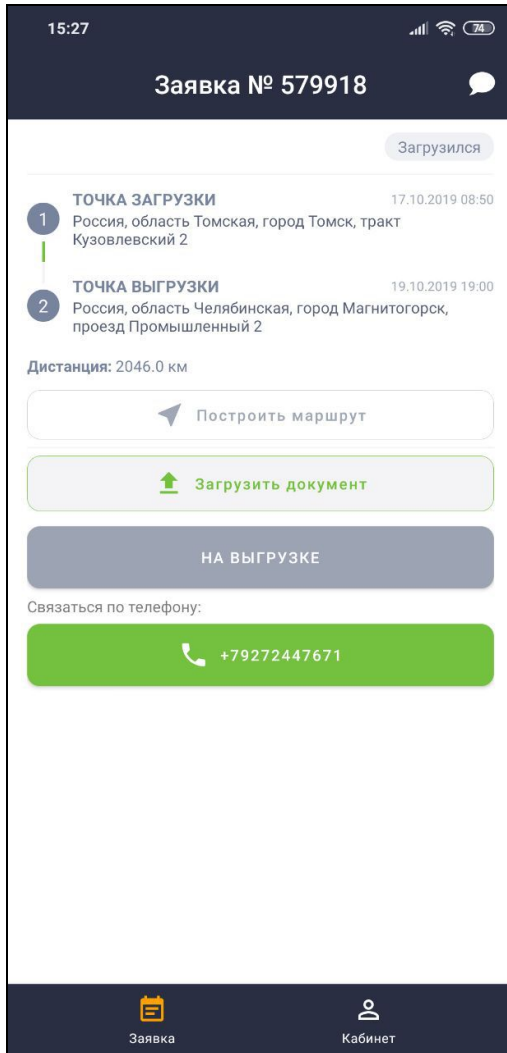 15:27
74
Заявка № 579918
Загрузился
ТОЧКА ЗАГРУЗКИ 17.10.2019 08:50
1
Россия, область Томская, город Томск, тракт
Кузовлевский 2
ТОЧКА ВЫГРУЗКИ 19.10.2019 19:00
2
Россия, область Челябинская, город Магнитогорск,
проезд Промышленный 2
Дистанция: 2046.0 км
Построить маршрут
Загрузить документ
НА ВЫГРУЗКЕ
Связаться по телефону:
+79272447671
Заявка
Кабинет